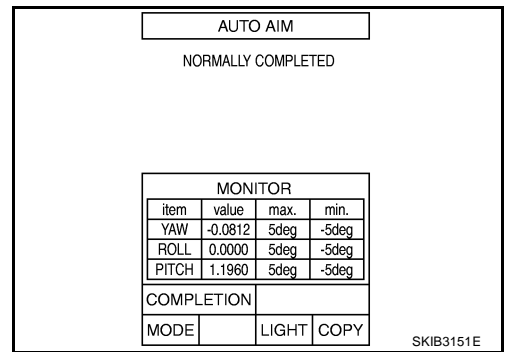 AUTO AIM
NORMALLY COMPLETED
MONITOR
item value max. min.
YAW -0.0812 5deg -5deg
ROLL 0.0000 5deg -5deg
PITCH 1.1960 5deg -5deg
COMPLETION
MODE LIGHT COPY
SKIB3151E